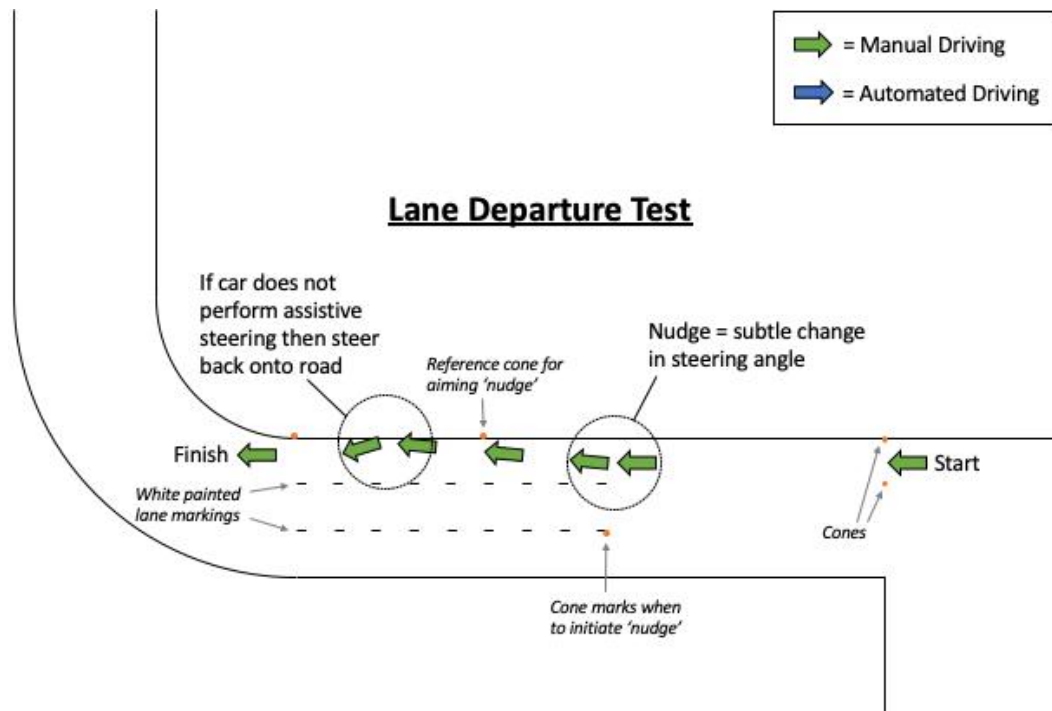 = Manual Driving
= Automated Driving
Lane Departure Test
If car does not
perform assistive
steering then steer
back onto road
Reference cone for
aiming ‘nudge’
Nudge = subtle change
in steering angle
Finish
Start
White painted
lane markings
Cones
Cone marks when
to initiate ‘nudge’